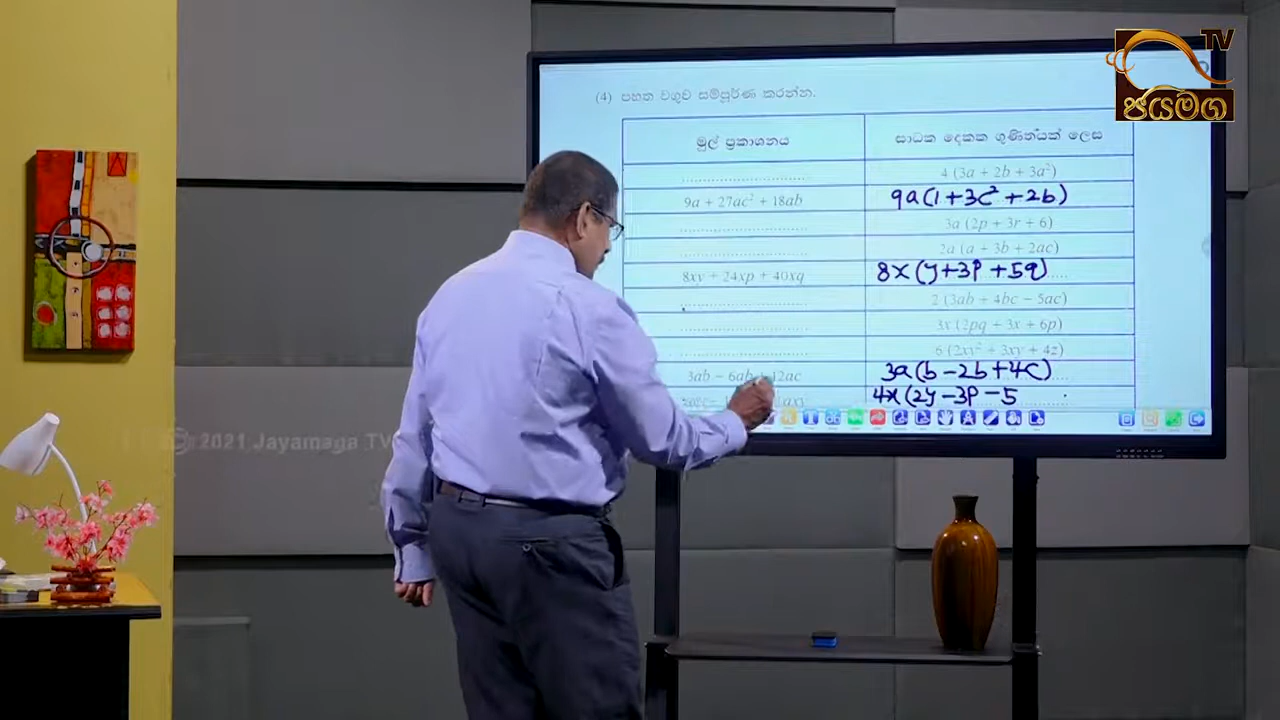 TV
ජයමග
(4) පහත වගුව සම්පූර්ණ කරන්න.
මුල් ප්‍රකාශනය
සාධක දෙකක ගුණිතයක් ලෙස
4 (3a + 2b + 3a²)
9a + 27ac² + 18ab
9a(1+3c² +2b)
3a (2p + 3r + 6)
2a (a + 3b + 2ac)
8xy + 24xp + 40xq
8x (y+3p +5q)
2 (3ab + 4bc - 5ac)
3x (2pq + 3x + 6p)
6 (2xy² + 3xy + 4z)
3ab - 6ab + 12ac
3a(b -2b+4c)
4x (2y -3p -5
2021 Jayamaga TV